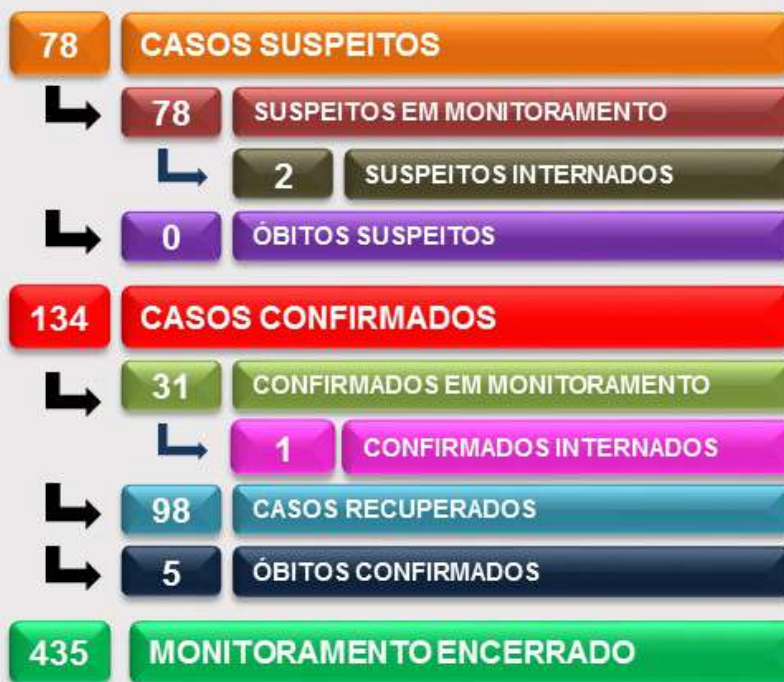 78 CASOS SUSPEITOS
78 SUSPEITOS EM MONITORAMENTO
2 SUSPEITOS INTERNADOS
0 ÓBITOS SUSPEITOS
134 CASOS CONFIRMADOS
31 CONFIRMADOS EM MONITORAMENTO
1 CONFIRMADOS INTERNADOS
98 CASOS RECUPERADOS
5 ÓBITOS CONFIRMADOS
435 MONITORAMENTO ENCERRADO